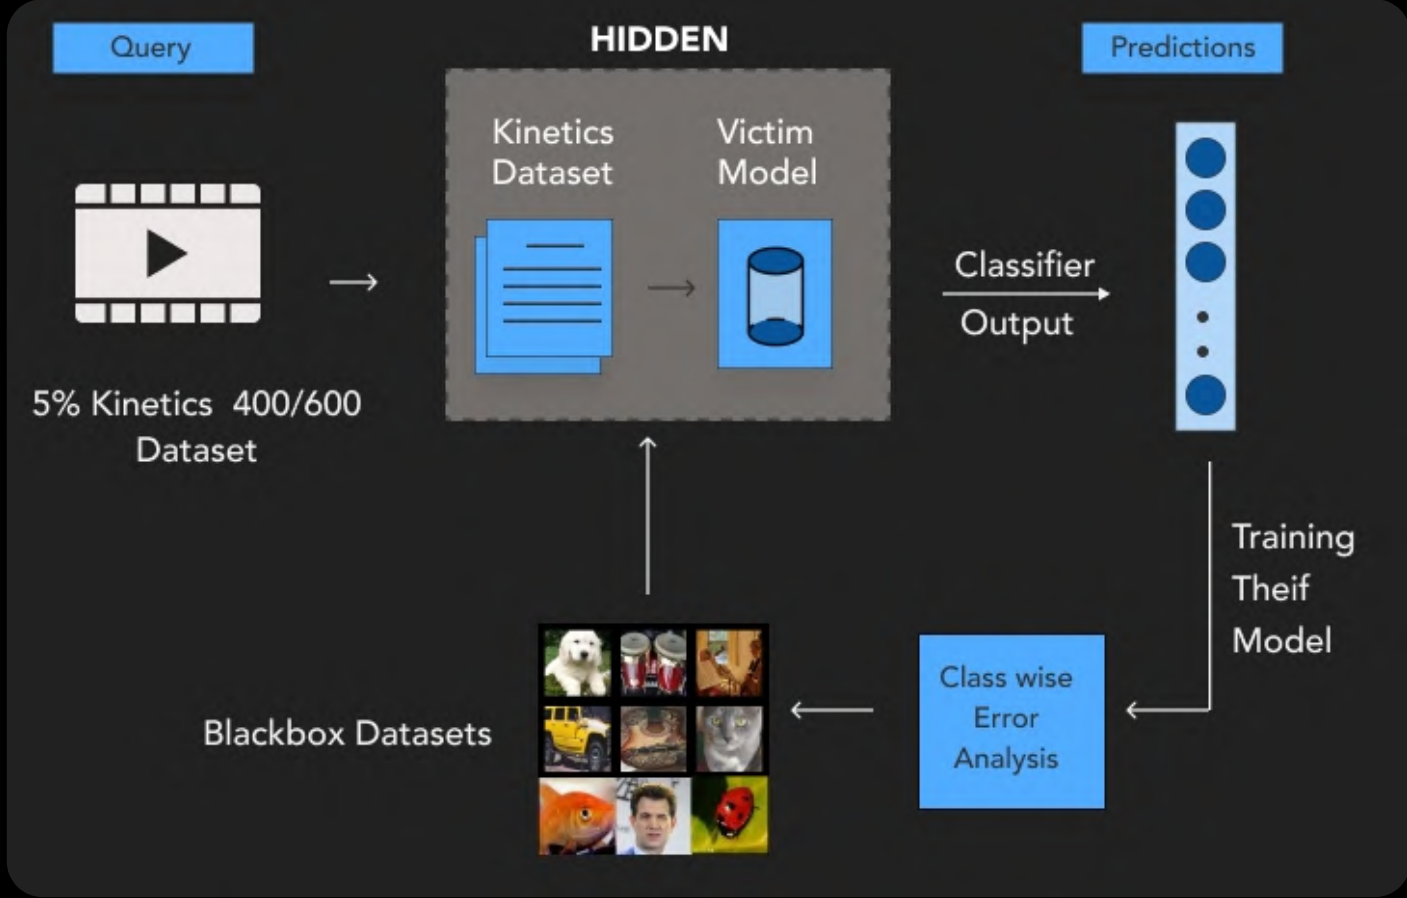 Query
HIDDEN
Predictions
Kinetics
Dataset
Victim
Model
Classifier
Output
5% Kinetics 400/600
Dataset
Training
Theif
Model
Class wise
Error
Analysis
Blackbox Datasets